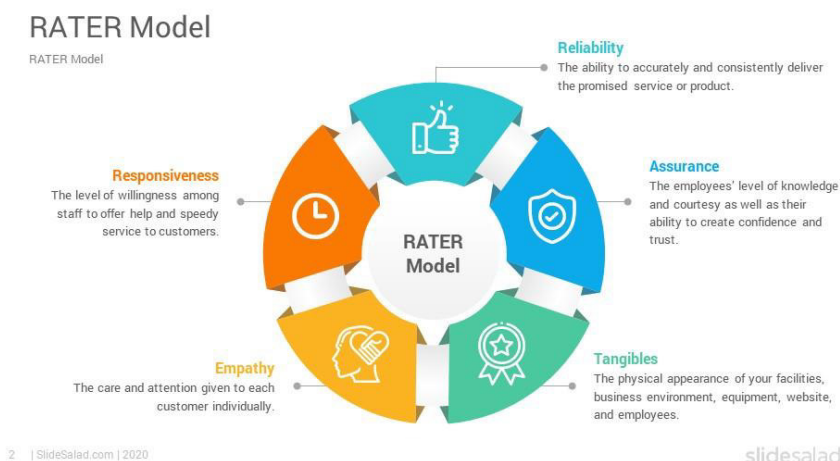 RATER Model
RATER Model
Reliability
The ability to accurately and consistently deliver
the promised service or product.
Responsiveness
The level of willingness among
staff to offer help and speedy
service to customers.
Assurance
The employees' level of knowledge
and courtesy as well as their
ability to create confidence and
trust.
RATER
Model
Empathy
The care and attention given to each
customer individually.
Tangibles
The physical appearance of your facilities,
business environment, equipment, website,
and employees.
2 | SlideSalad.com | 2020
slidesalad